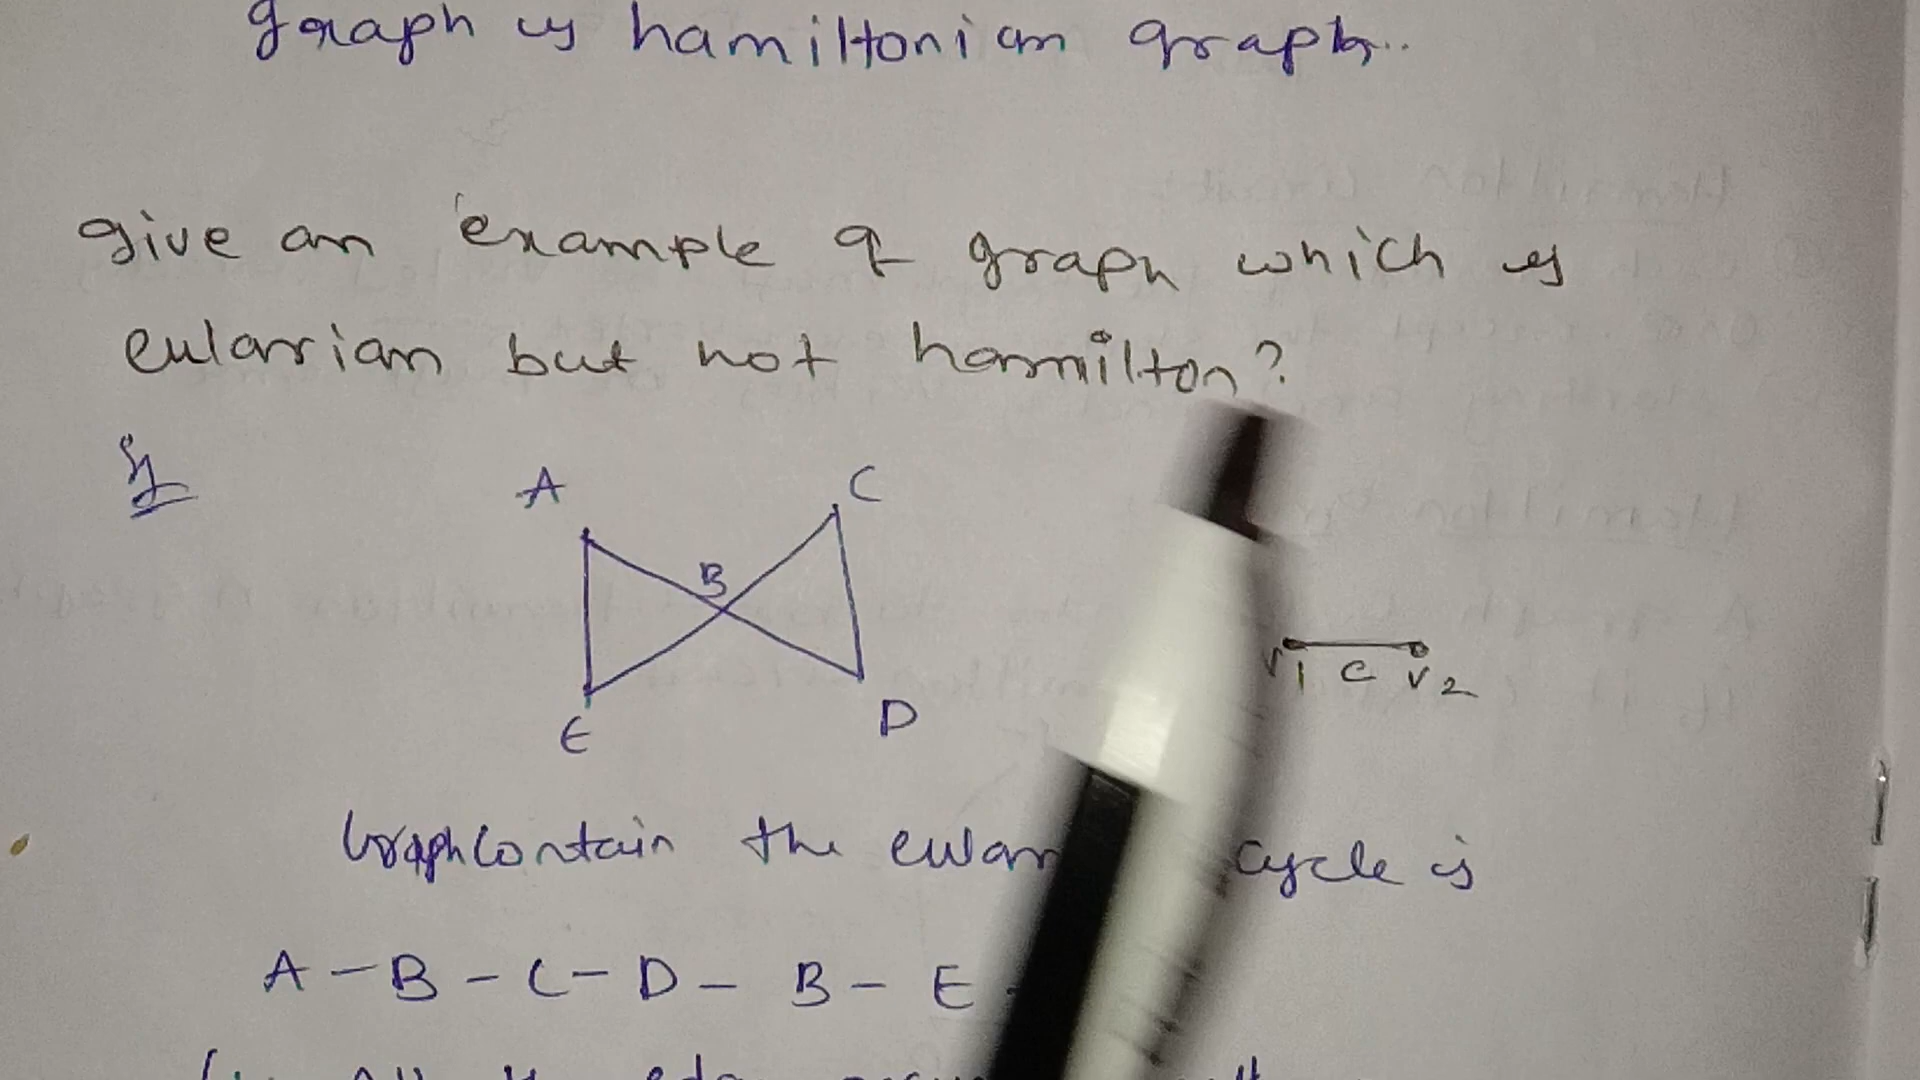 graph is hamiltonian graph..
give an example of graph which is
eularian but not hamilton?
A C
B
V1 e V2
E D
Graph contain the eular cycle is
A - B - C - D - B - E